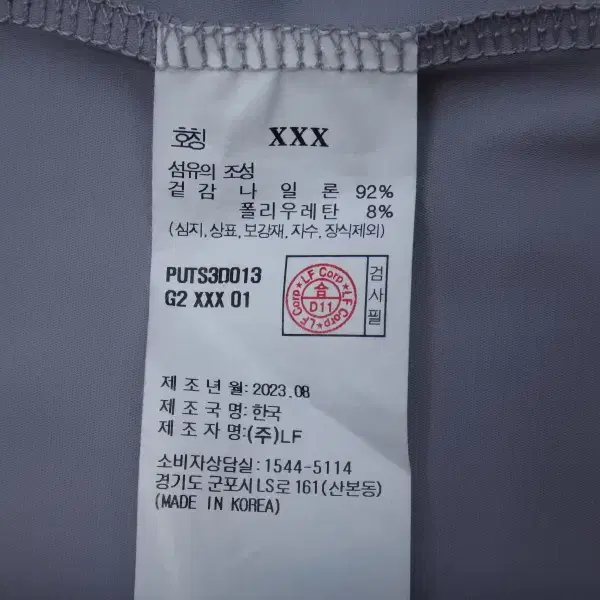 호칭 XXX
섬유의 조성
겉감 나일론 92%
폴리우레탄 8%
(심지,상표,보강재,자수,장식제외)
PUTS3D013
G2 XXX 01
LF Corp★LF Corp★LF Corp★
合
D11
검사필
제조년월:2023.08
제조국명:한국
제조자명:(주)LF
소비자상담실:1544-5114
경기도 군포시 LS로 161(산본동)
(MADE IN KOREA)